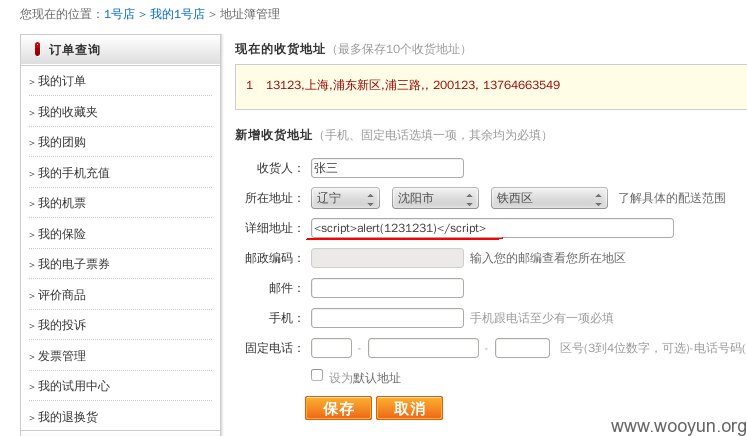 您现在的位置：1号店 > 我的1号店 > 地址簿管理
订单查询
> 我的订单
> 我的收藏夹
> 我的团购
> 我的手机充值
> 我的机票
> 我的保险
> 我的电子票券
> 评价商品
> 我的投诉
> 发票管理
> 我的试用中心
> 我的退换货
现在的收货地址（最多保存10个收货地址）
1 13123,上海,浦东新区,浦三路,, 200123, 13764663549
新增收货地址（手机、固定电话选填一项，其余均为必填）
收货人： 张三
所在地址： 辽宁 沈阳市 铁西区 了解具体的配送范围
详细地址： <script>alert(1231231)</script>
邮政编码： 输入您的邮编查看您所在地区
邮件：
手机： 手机跟电话至少有一项必填
固定电话： - - 区号(3到4位数字，可选)-电话号码(
设为默认地址
保存 取消
www.wooyun.org